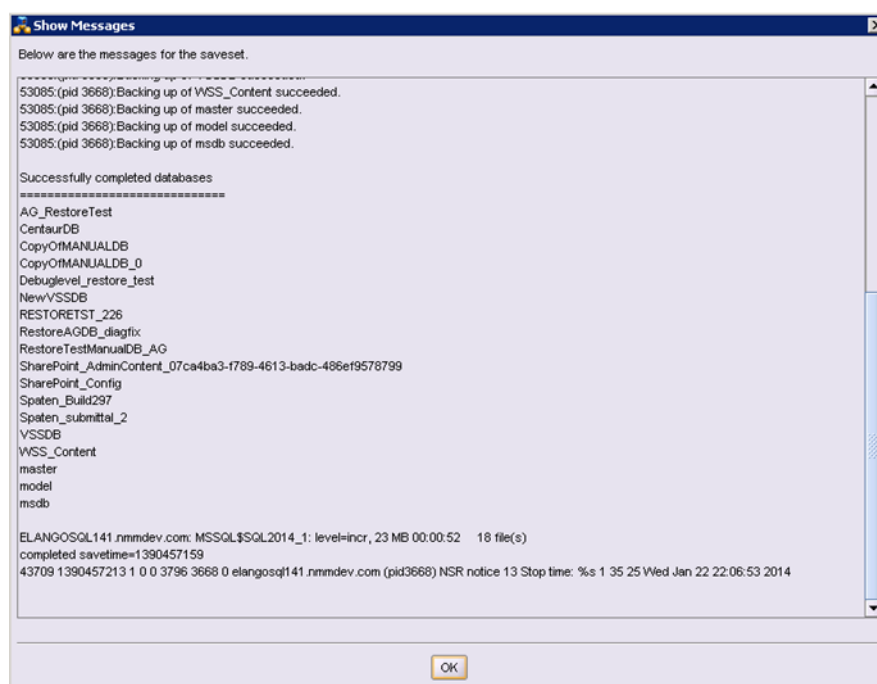 Show Messages
Below are the messages for the saveset.
53085:(pid 3668):Backing up of WSS_Content succeeded.
53085:(pid 3668):Backing up of master succeeded.
53085:(pid 3668):Backing up of model succeeded.
53085:(pid 3668):Backing up of msdb succeeded.
Successfully completed databases
==============================
AG_RestoreTest
CentaurDB
CopyOfMANUALDB
CopyOfMANUALDB_0
Debuglevel_restore_test
NewVSSDB
RESTORETST_226
RestoreAGDB_diagfix
RestoreTestManualDB_AG
SharePoint_AdminContent_07ca4ba3-f789-4613-badc-486ef9578799
SharePoint_Config
Spaten_Build297
Spaten_submittal_2
VSSDB
WSS_Content
master
model
msdb
ELANGOSQL141.nmmdev.com: MSSQL$SQL2014_1: level=incr, 23 MB 00:00:52 18 file(s)
completed savetime=1390457159
43709 1390457213 1 0 0 3796 3668 0 elangosql141.nmmdev.com (pid3668) NSR notice 13 Stop time: %s 1 35 25 Wed Jan 22 22:06:53 2014
OK